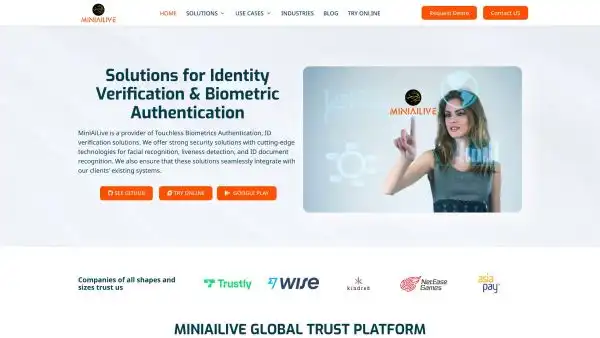 MINIAILIVE
HOME SOLUTIONS USE CASES INDUSTRIES BLOG TRY ONLINE Request Demo Contact US
Solutions for Identity
Verification & Biometric
Authentication
MiniAiLive is a provider of Touchless Biometrics Authentication, ID
verification solutions. We offer strong security solutions with cutting-edge
technologies for facial recognition, liveness detection, and ID document
recognition. We also ensure that these solutions seamlessly integrate with
our clients' existing systems.
SEE GITHUB TRY ONLINE GOOGLE PLAY
MINIAILIVE
Companies of all shapes and
sizes trust us
Trustly
WISE
kindred
NetEase
Games
asia
pay
MINIAILIVE GLOBAL TRUST PLATFORM